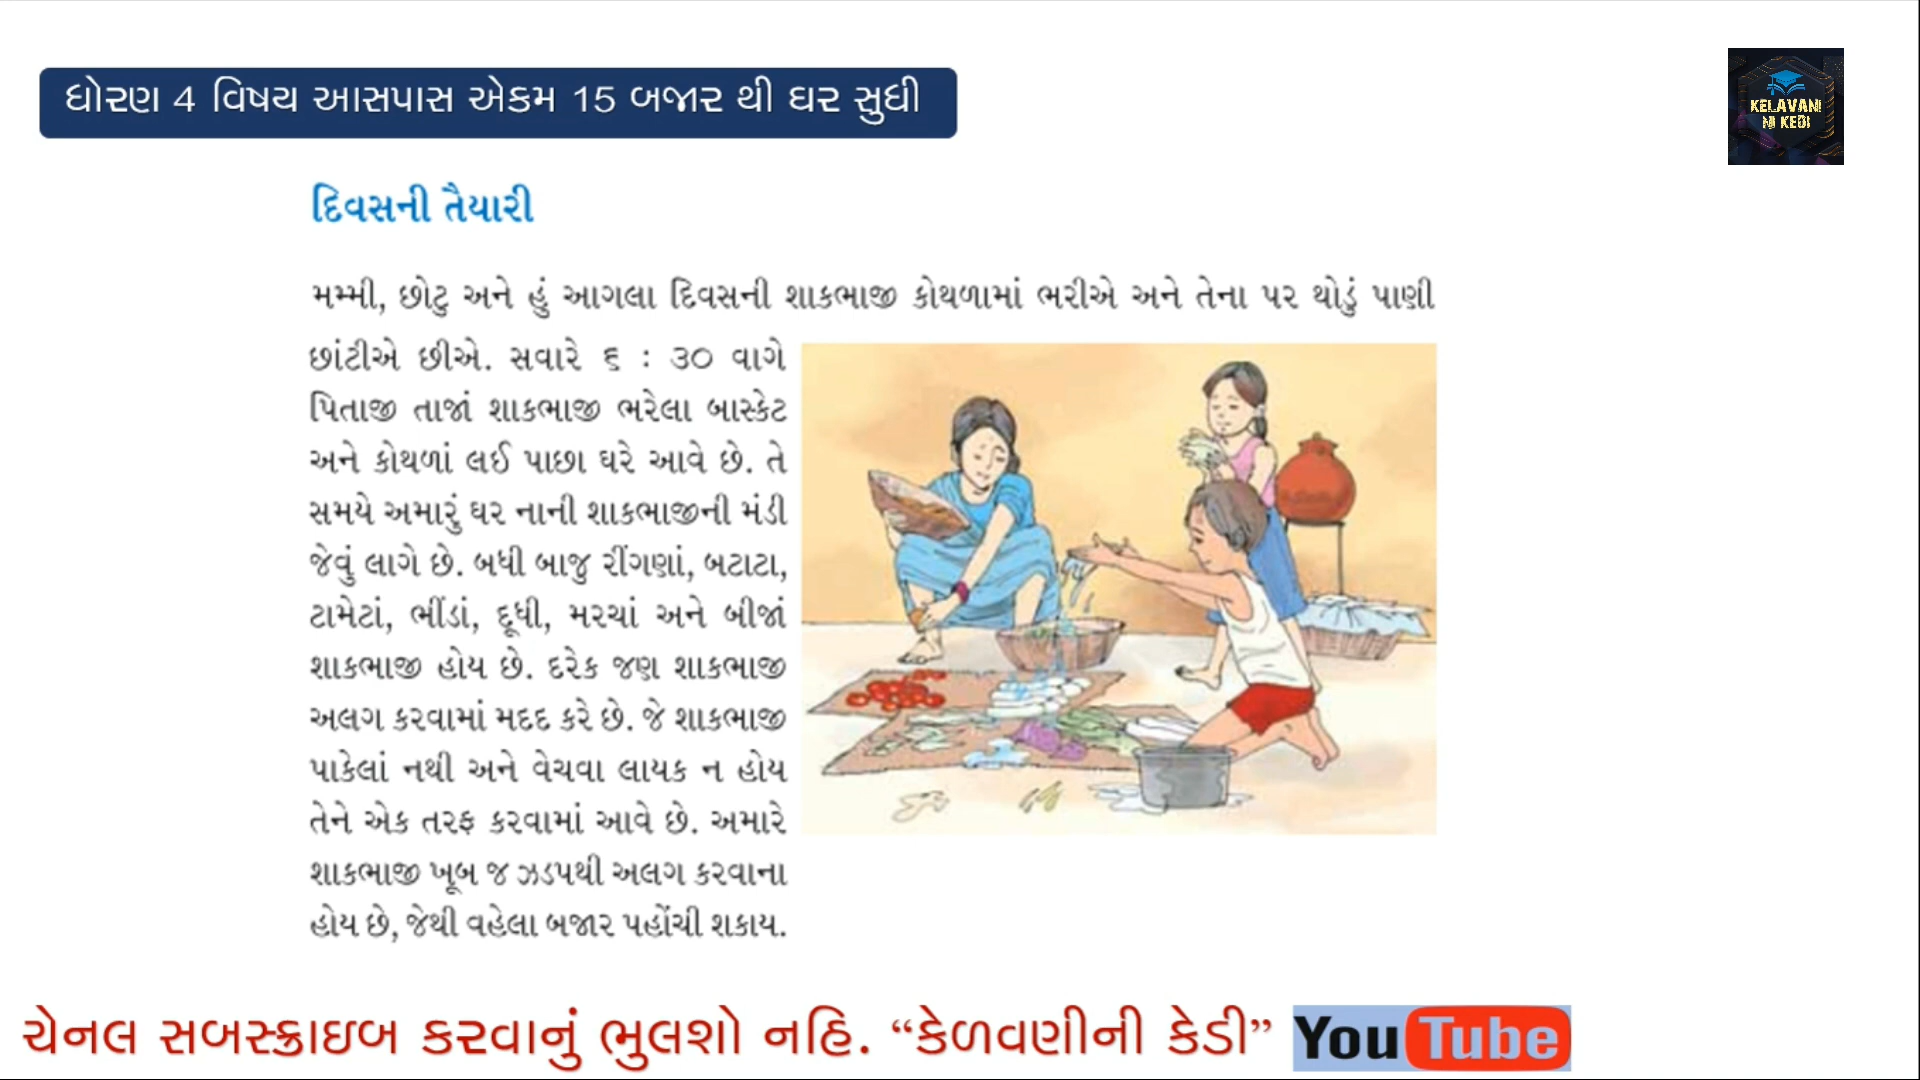 ધોરણ 4 વિષય આસપાસ એકમ 15 બજાર થી ઘર સુધી
KELAVANI
NI KEDI
દિવસની તૈયારી
મમ્મી, છોટુ અને હું આગલા દિવસની શાકભાજી કોથળામાં ભરીએ અને તેના પર થોડું પાણી
છાંટીએ છીએ. સવારે ૬ : ૩૦ વાગે
પિતાજી તાજાં શાકભાજી ભરેલા બાસ્કેટ
અને કોથળાં લઈ પાછા ઘરે આવે છે. તે
સમયે અમારું ઘર નાની શાકભાજીની મંડી
જેવું લાગે છે. બધી બાજુ રીંગણાં, બટાટા,
ટામેટાં, ભીંડાં, દૂધી, મરચાં અને બીજાં
શાકભાજી હોય છે. દરેક જણ શાકભાજી
અલગ કરવામાં મદદ કરે છે. જે શાકભાજી
પાકેલાં નથી અને વેચવા લાયક ન હોય
તેને એક તરફ કરવામાં આવે છે. અમારે
શાકભાજી ખૂબ જ ઝડપથી અલગ કરવાના
હોય છે, જેથી વહેલા બજાર પહોંચી શકાય.
ચેનલ સબસ્ક્રાઇબ કરવાનું ભુલશો નહિ. “કેળવણીની કેડી” YouTube